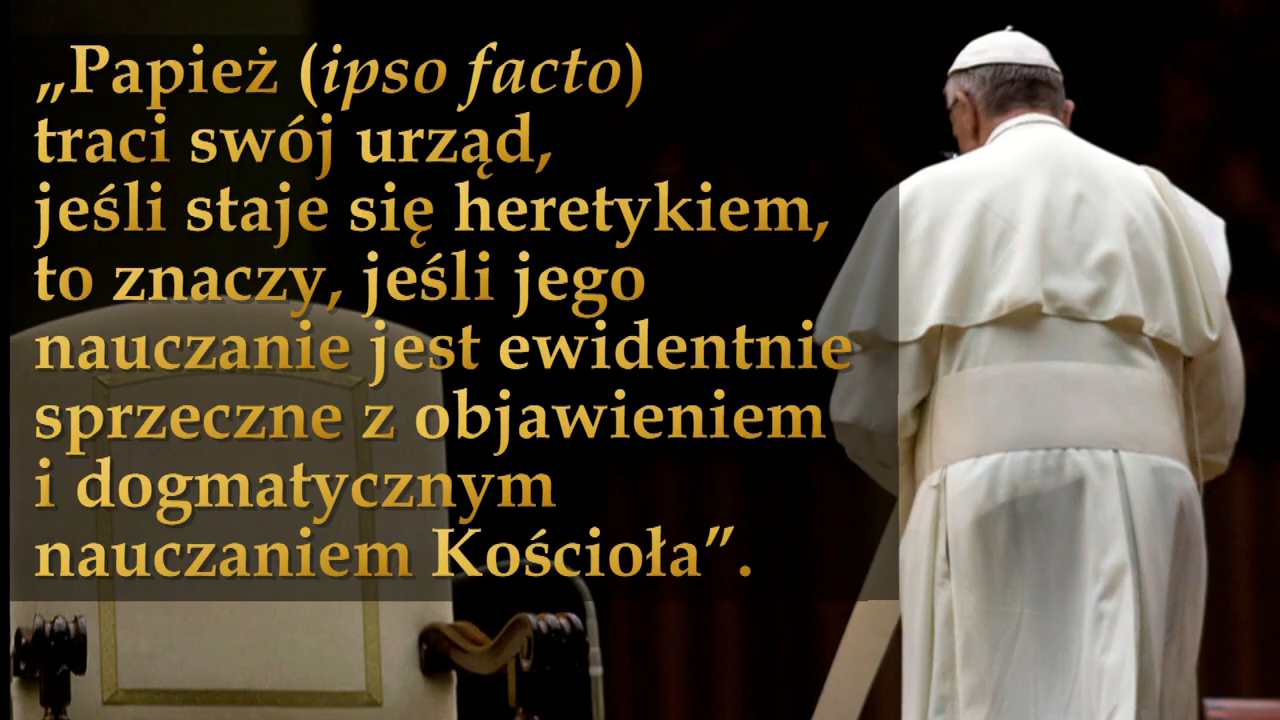 „Papież (ipso facto)
traci swój urząd,
jeśli staje się heretykiem,
to znaczy, jeśli jego
nauczanie jest ewidentnie
sprzeczne z objawieniem
i dogmatycznym
nauczaniem Kościoła”.